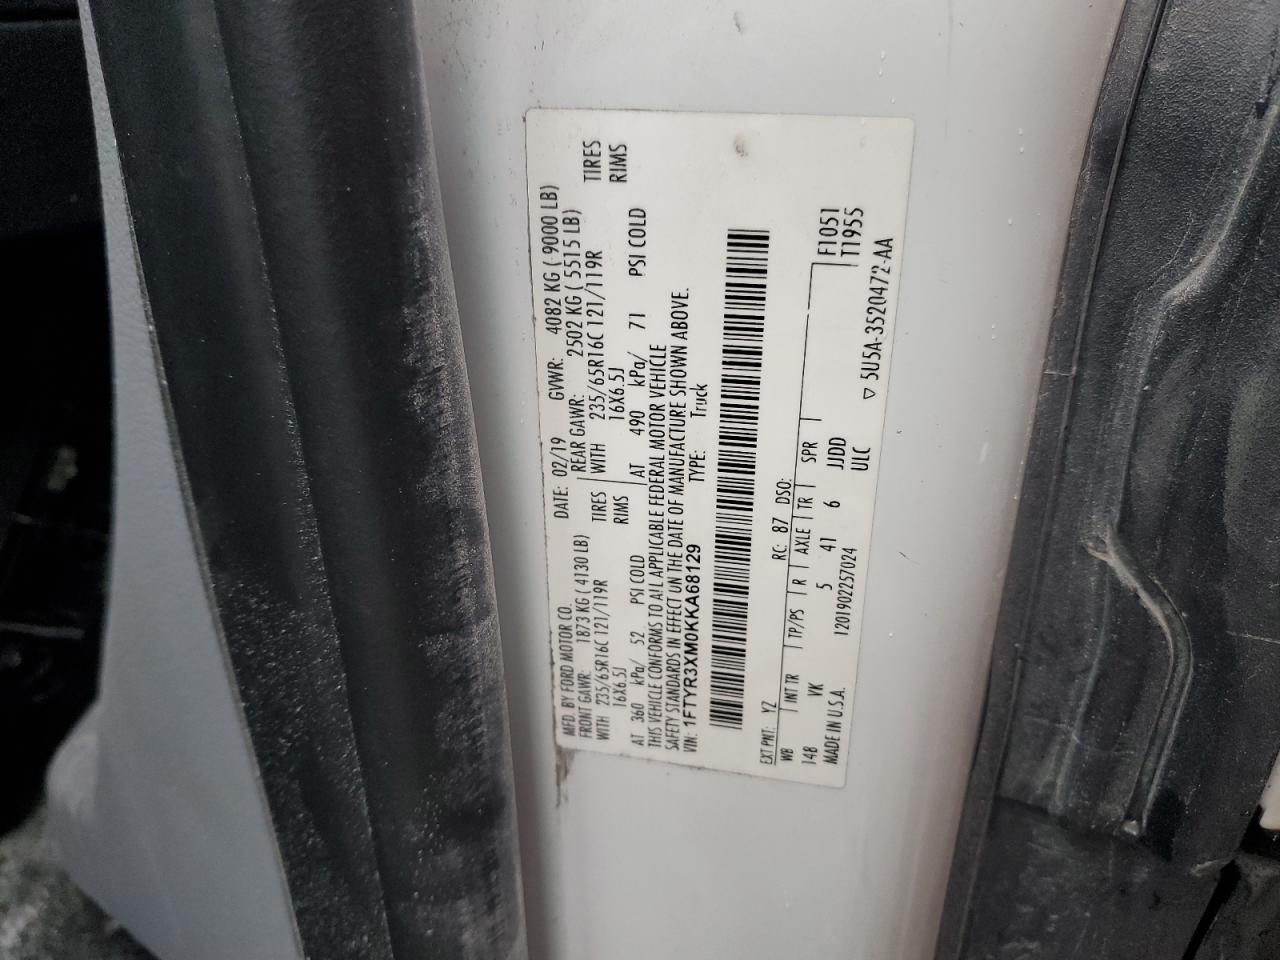 MFD. BY FORD MOTOR CO.
DATE: 02/19 GVWR: 4082 KG ( 9000 LB)
FRONT GAWR: 1873 KG ( 4130 LB) REAR GAWR: 2502 KG ( 5515 LB)
WITH 235/65R16C 121/119R TIRES WITH 235/65R16C 121/119R TIRES
16X6.5J RIMS 16X6.5J RIMS
AT 360 kPa/ 52 PSI COLD AT 490 kPa/ 71 PSI COLD
THIS VEHICLE CONFORMS TO ALL APPLICABLE FEDERAL MOTOR VEHICLE
SAFETY STANDARDS IN EFFECT ON THE DATE OF MANUFACTURE SHOWN ABOVE.
VIN: 1FTYR3XM0KKA68129 TYPE: Truck
EXT PNT: YZ RC: 87 DSO:
WB INT TR TP/PS R AXLE TR SPR
148 VK 5 41 6 JJDD F1051
MADE IN U.S.A. 1201902257024 ULC T1955
5U5A-3520472-AA